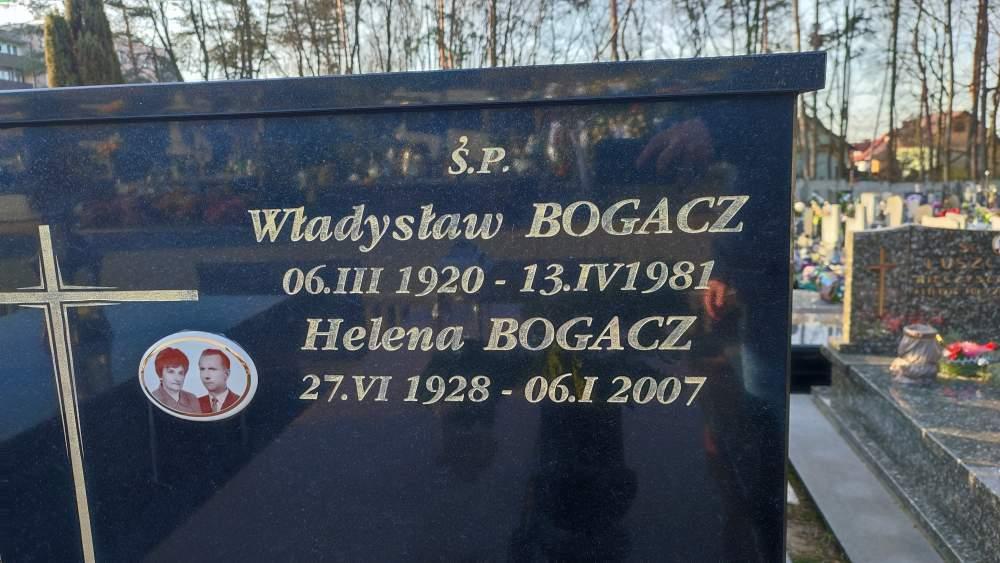 Ś.P.
Władysław BOGACZ
06.III 1920 - 13.IV1981
Helena BOGACZ
27.VI 1928 - 06.I 2007